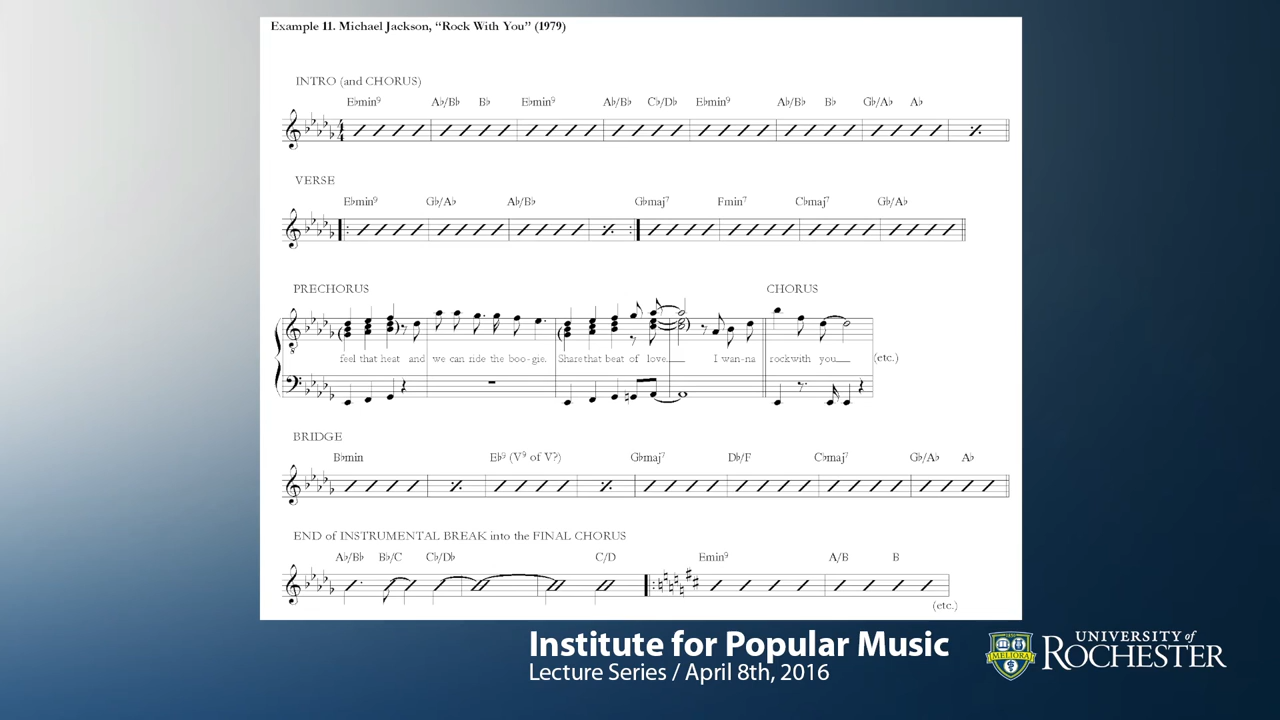 Example 11. Michael Jackson, “Rock With You” (1979)
INTRO (and CHORUS)
E♭min9 A♭/B♭ B♭ E♭min9 A♭/B♭ C♭/D♭ E♭min9 A♭/B♭ B♭ G♭/A♭ A♭
VERSE
E♭min9 G♭/A♭ A♭/B♭ G♭maj7 Fmin7 C♭maj7 G♭/A♭
PRECHORUS CHORUS
feel that heat and we can ride the boo-gie. Share that beat of love I wan-na rock with you (etc.)
BRIDGE
B♭min E♭9 (V9 of V?) G♭maj7 D♭/F C♭maj7 G♭/A♭ A♭
END of INSTRUMENTAL BREAK into the FINAL CHORUS
A♭/B♭ B♭/C C♭/D♭ C/D Emin9 A/B B
(etc.)
Institute for Popular Music
Lecture Series / April 8th, 2016
MELIORA
UNIVERSITY of
ROCHESTER